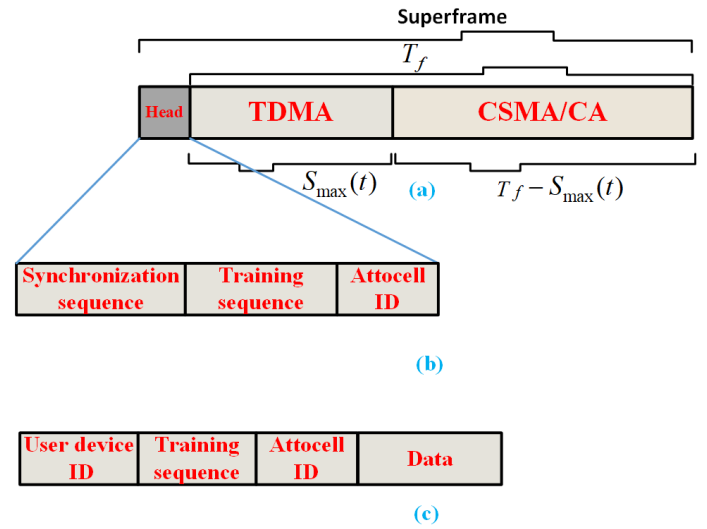 Superframe
T_f
Head
TDMA
CSMA/CA
S_max(t)
(a)
T_f − S_max(t)
Synchronization
sequence
Training
sequence
Attocell
ID
(b)
User device
ID
Training
sequence
Attocell
ID
Data
(c)